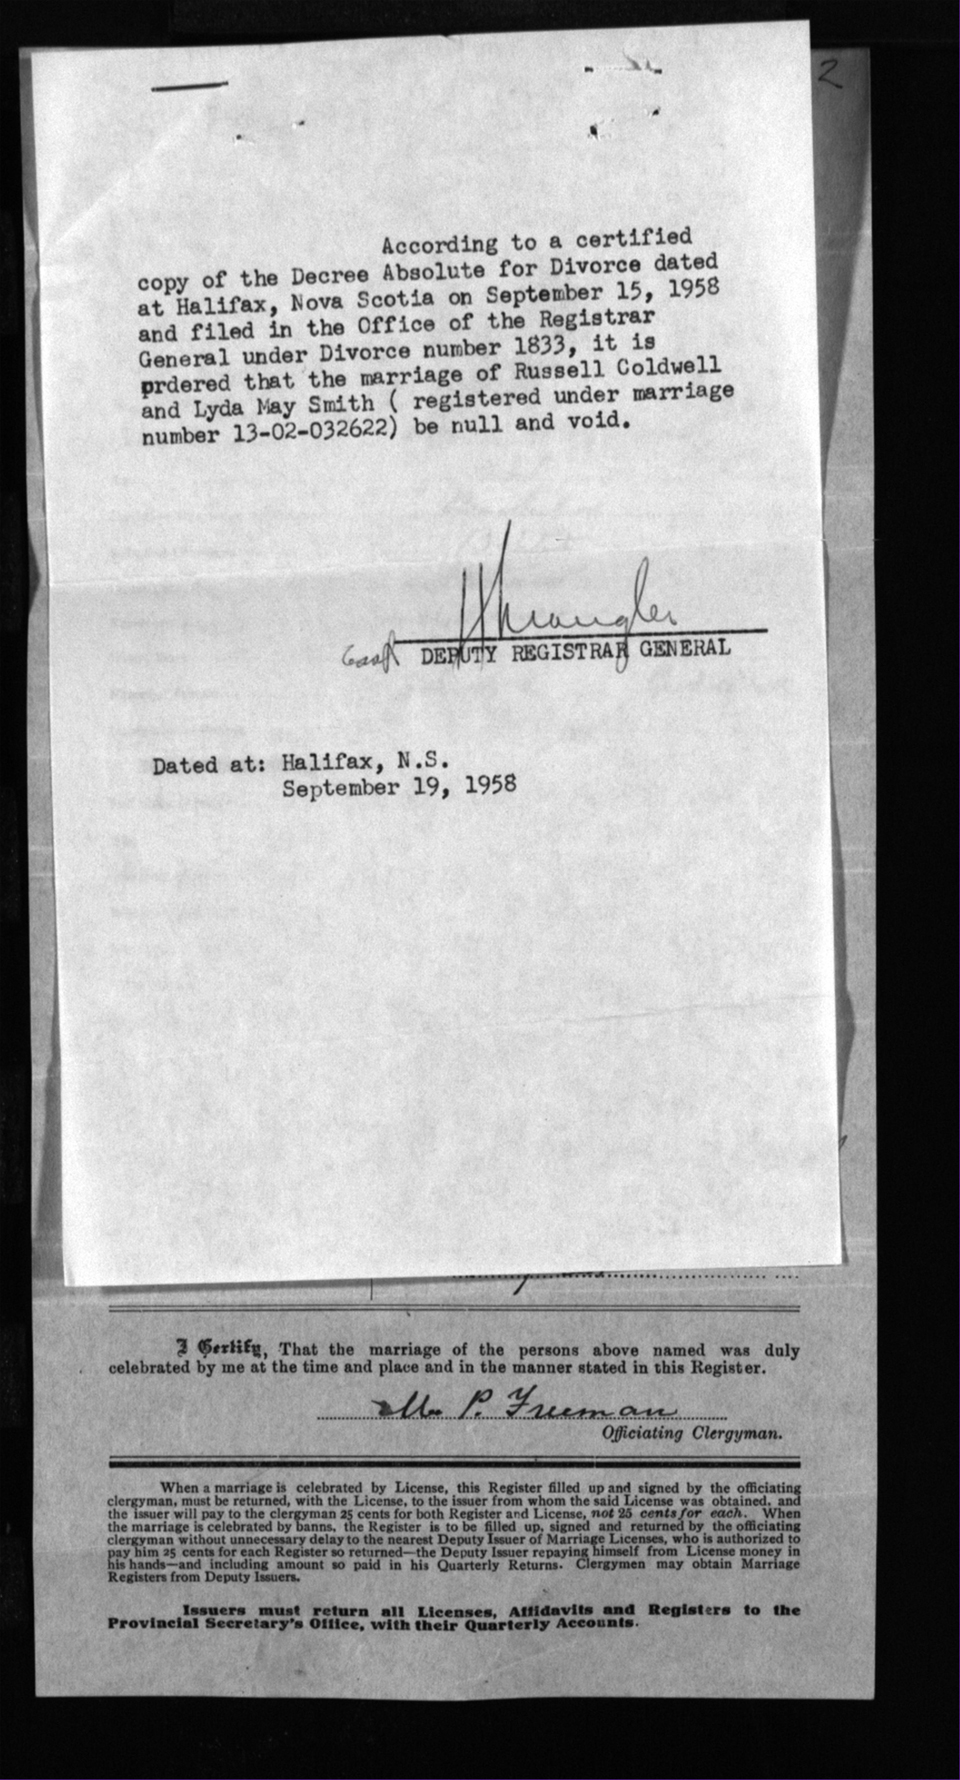 2
According to a certified
copy of the Decree Absolute for Divorce dated
at Halifax, Nova Scotia on September 15, 1958
and filed in the Office of the Registrar
General under Divorce number 1833, it is
prdered that the marriage of Russell Coldwell
and Lyda May Smith ( registered under marriage
number 13-02-032622) be null and void.
DEPUTY REGISTRAR GENERAL
Dated at: Halifax, N.S.
September 19, 1958
I Certify, That the marriage of the persons above named was duly
celebrated by me at the time and place and in the manner stated in this Register.
M. P. Freeman
Officiating Clergyman.
When a marriage is celebrated by License, this Register filled up and signed by the officiating
clergyman, must be returned, with the License, to the issuer from whom the said License was obtained, and
the issuer will pay to the clergyman 25 cents for both Register and License, not 25 cents for each. When
the marriage is celebrated by banns, the Register is to be filled up, signed and returned by the officiating
clergyman without unnecessary delay to the nearest Deputy Issuer of Marriage Licenses, who is authorized to
pay him 25 cents for each Register so returned—the Deputy Issuer repaying himself from License money in
his hands—and including amount so paid in his Quarterly Returns. Clergymen may obtain Marriage
Registers from Deputy Issuers.
Issuers must return all Licenses, Affidavits and Registers to the
Provincial Secretary's Office, with their Quarterly Accounts.